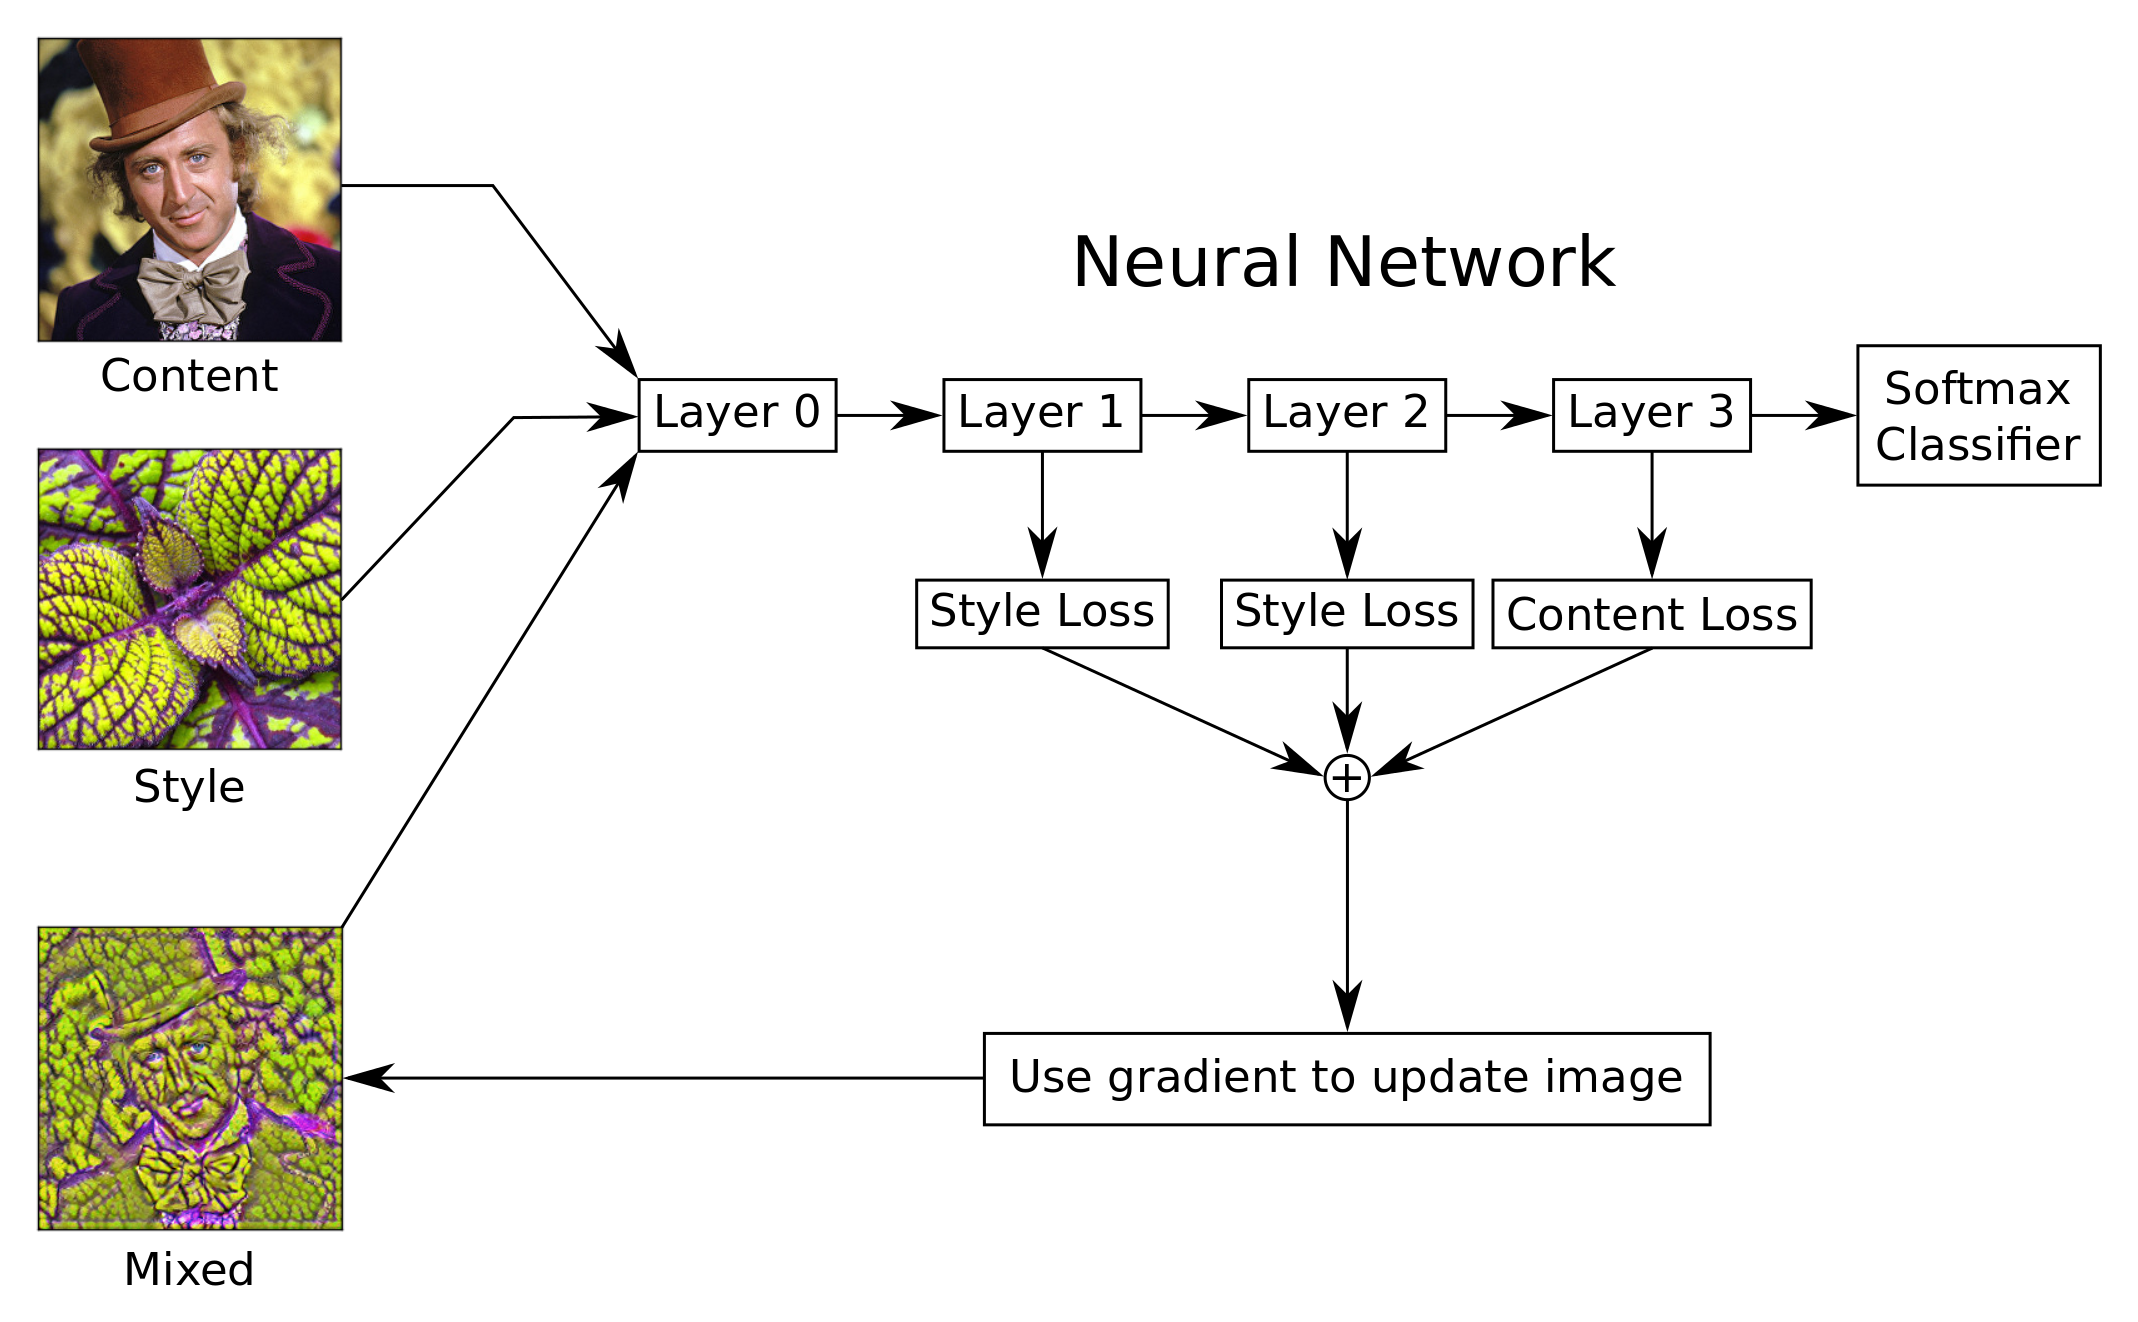 Content
Style
Mixed
Neural Network
Layer 0
Layer 1
Layer 2
Layer 3
Softmax
Classifier
Style Loss
Style Loss
Content Loss
+
Use gradient to update image